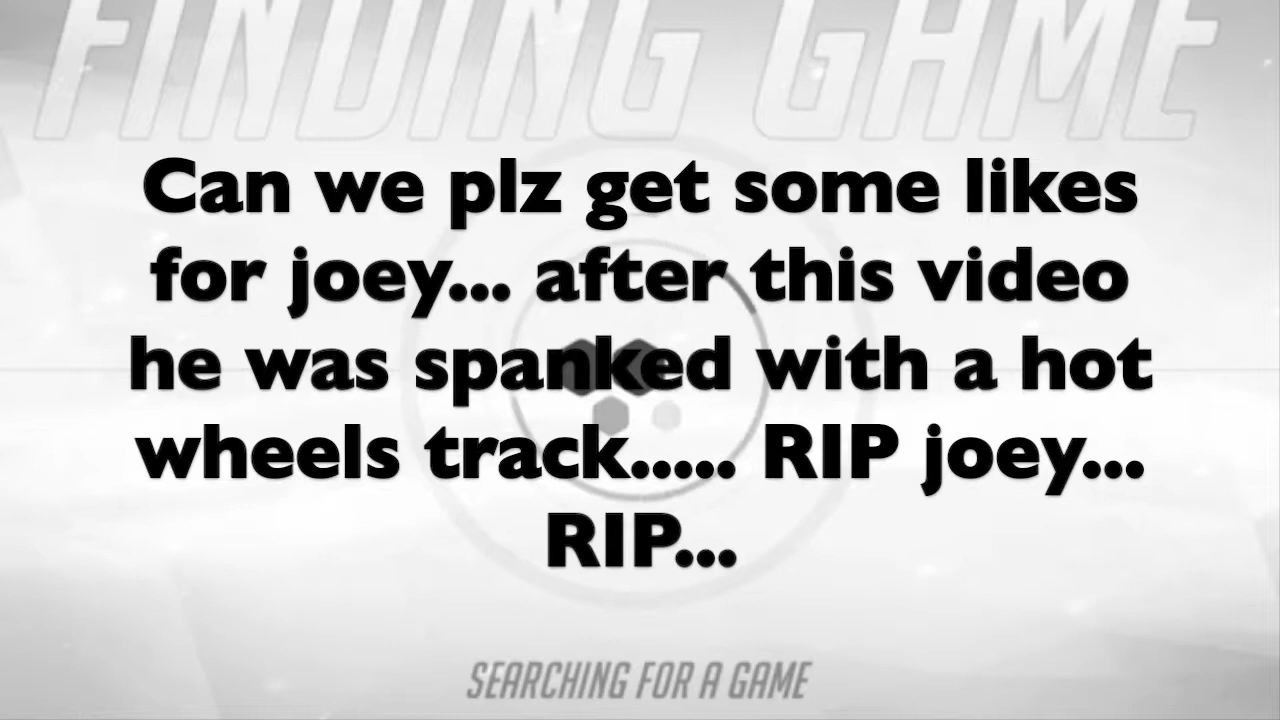 FINDING GAME
Can we plz get some likes
for joey... after this video
he was spanked with a hot
wheels track..... RIP joey...
RIP...
SEARCHING FOR A GAME